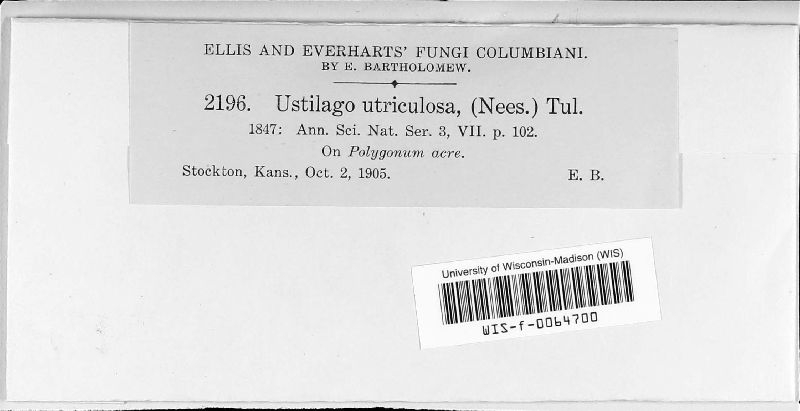 ELLIS AND EVERHARTS' FUNGI COLUMBIANI.
BY E. BARTHOLOMEW.
2196. Ustilago utriculosa, (Nees.) Tul.
1847: Ann. Sci. Nat. Ser. 3, VII. p. 102.
On Polygonum acre.
Stockton, Kans., Oct. 2, 1905. E. B.
University of Wisconsin-Madison (WIS)
WIS-f-0064700